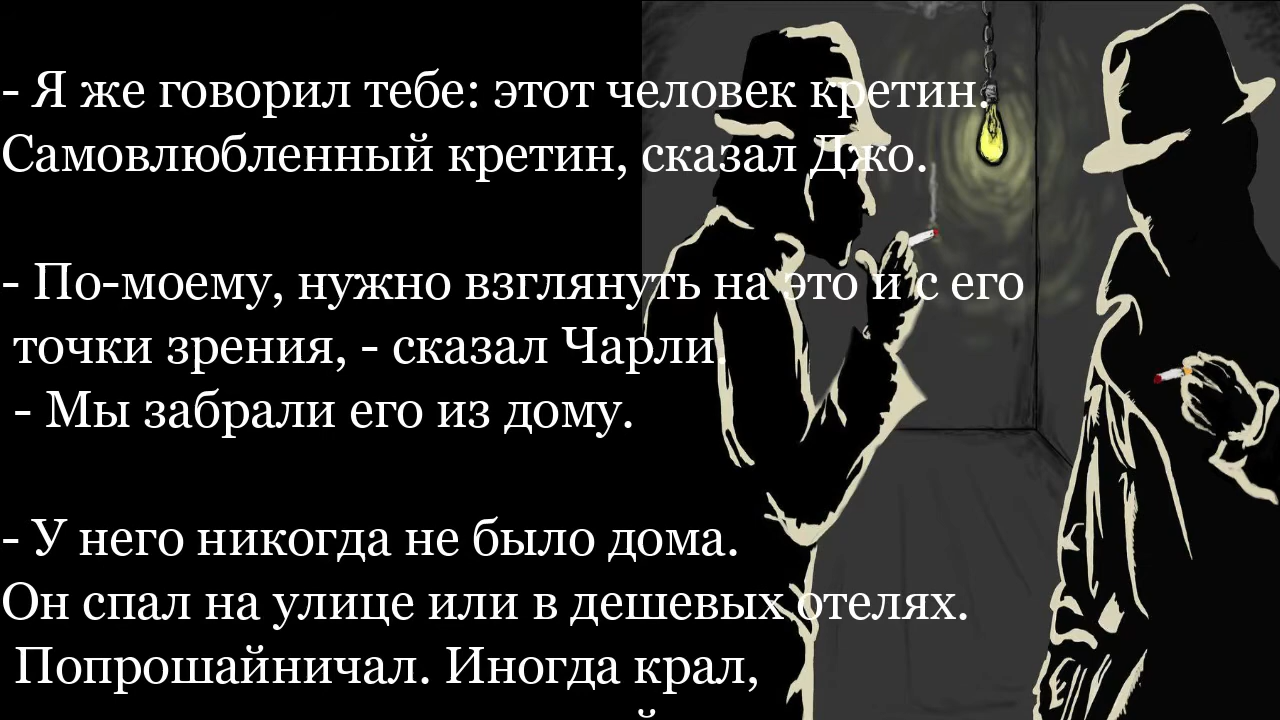 - Я же говорил тебе: этот человек кретин.
Самовлюбленный кретин, сказал Джо.
- По-моему, нужно взглянуть на это и с его
точки зрения, - сказал Чарли.
- Мы забрали его из дому.
- У него никогда не было дома.
Он спал на улице или в дешевых отелях.
Попрошайничал. Иногда крал,